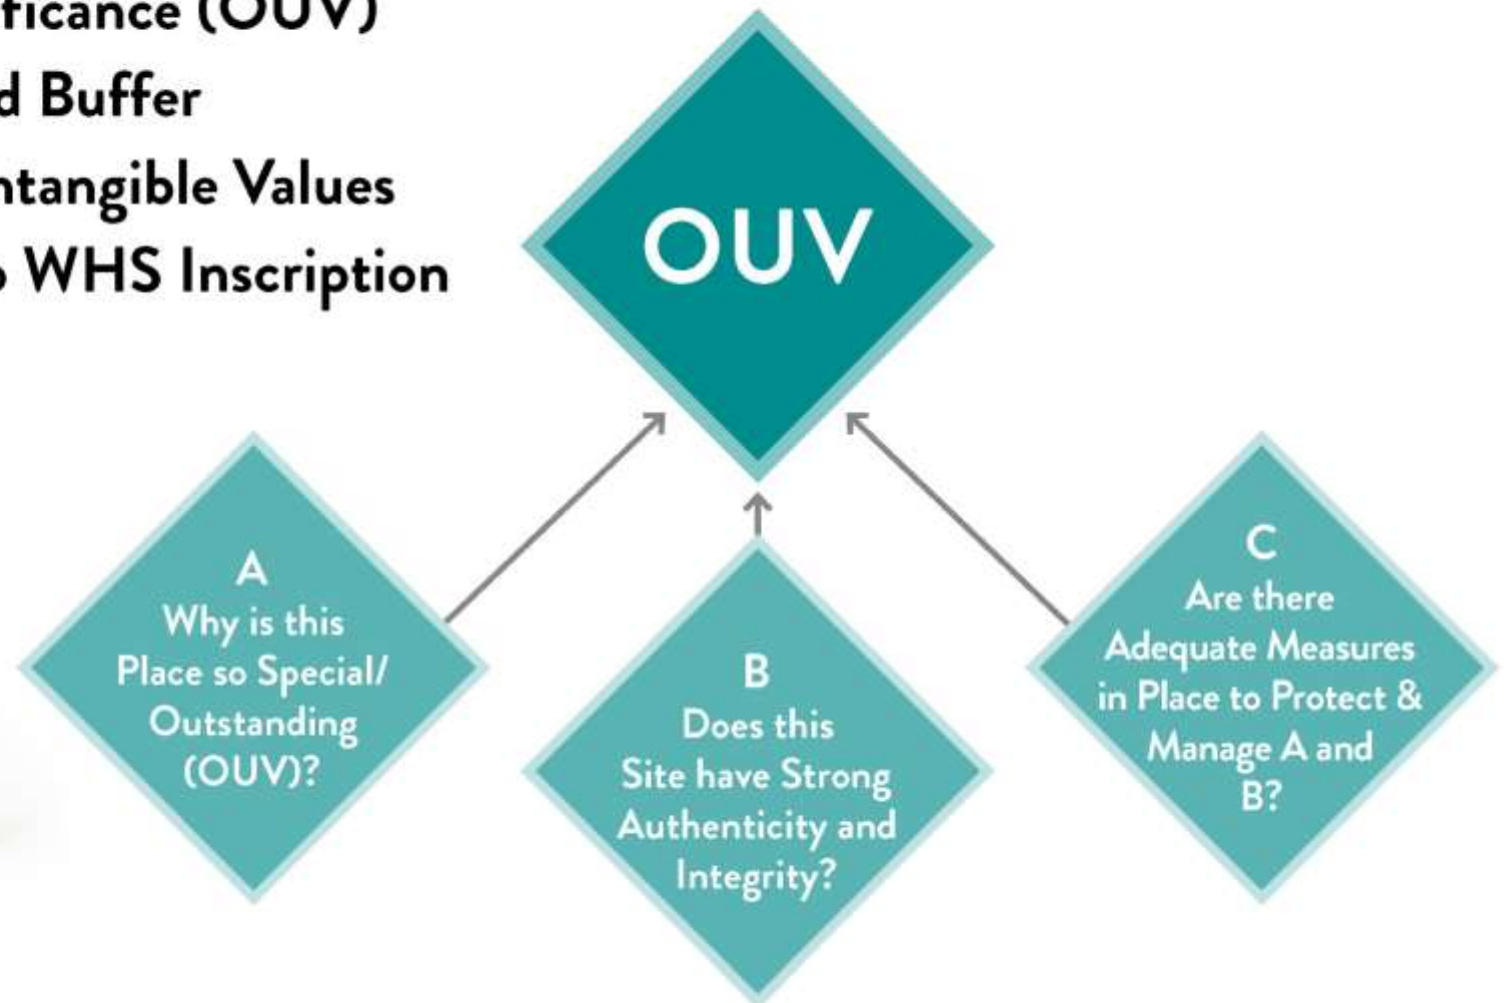 ficance (OUV)
d Buffer
ntangible Values
o WHS Inscription
OUV
A
Why is this
Place so Special/
Outstanding
(OUV)?
B
Does this
Site have Strong
Authenticity and
Integrity?
C
Are there
Adequate Measures
in Place to Protect &
Manage A and
B?